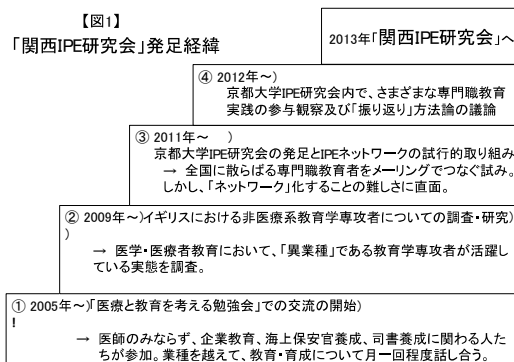 【図1】
「関西IPE研究会」発足経緯
2013年「関西IPE研究会」へ
④ 2012年～)
京都大学IPE研究会内で、さまざまな専門職教育
実践の参与観察及び「振り返り」方法論の議論
③ 2011年～ )
京都大学IPE研究会の発足とIPEネットワークの試行的取り組み
→ 全国に散らばる専門職教育者をメーリングでつなぐ試み。
しかし、「ネットワーク」化することの難しさに直面。
② 2009年～)イギリスにおける非医療系教育学専攻者についての調査・研究)
)
→ 医学・医療者教育において、「異業種」である教育学専攻者が活躍し
ている実態を調査。
① 2005年～)「医療と教育を考える勉強会」での交流の開始)
!
→ 医師のみならず、企業教育、海上保安官養成、司書養成に関わる人た
ちが参加。業種を越えて、教育・育成について月一回程度話し合う。